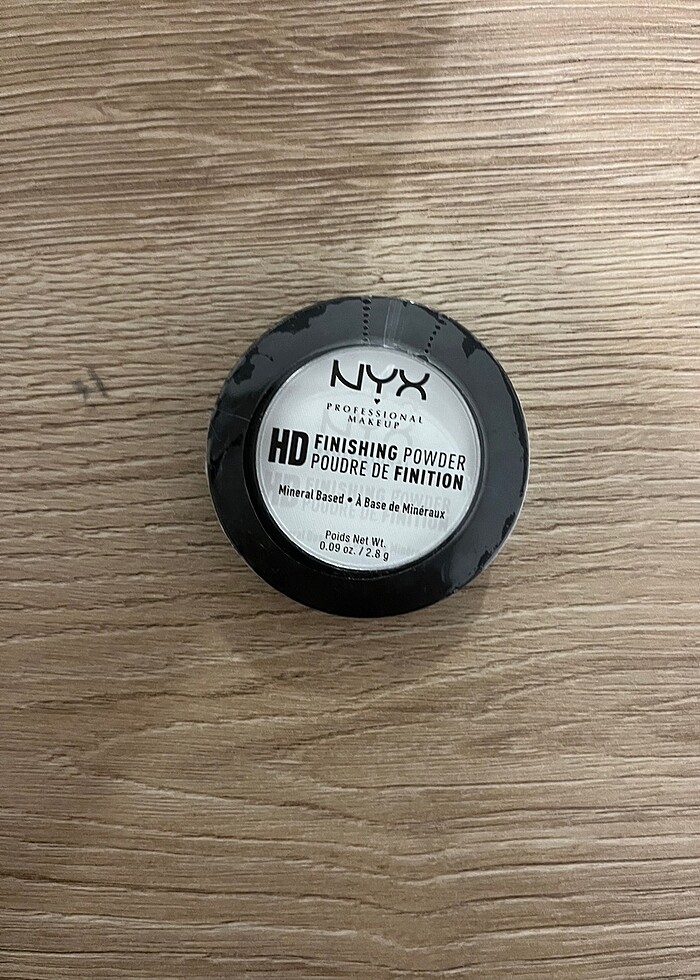 NYX
PROFESSIONAL
MAKEUP
HD FINISHING POWDER
POUDRE DE FINITION
Mineral Based • À Base de Minéraux
Poids Net Wt.
0.09 oz. / 2.8 g